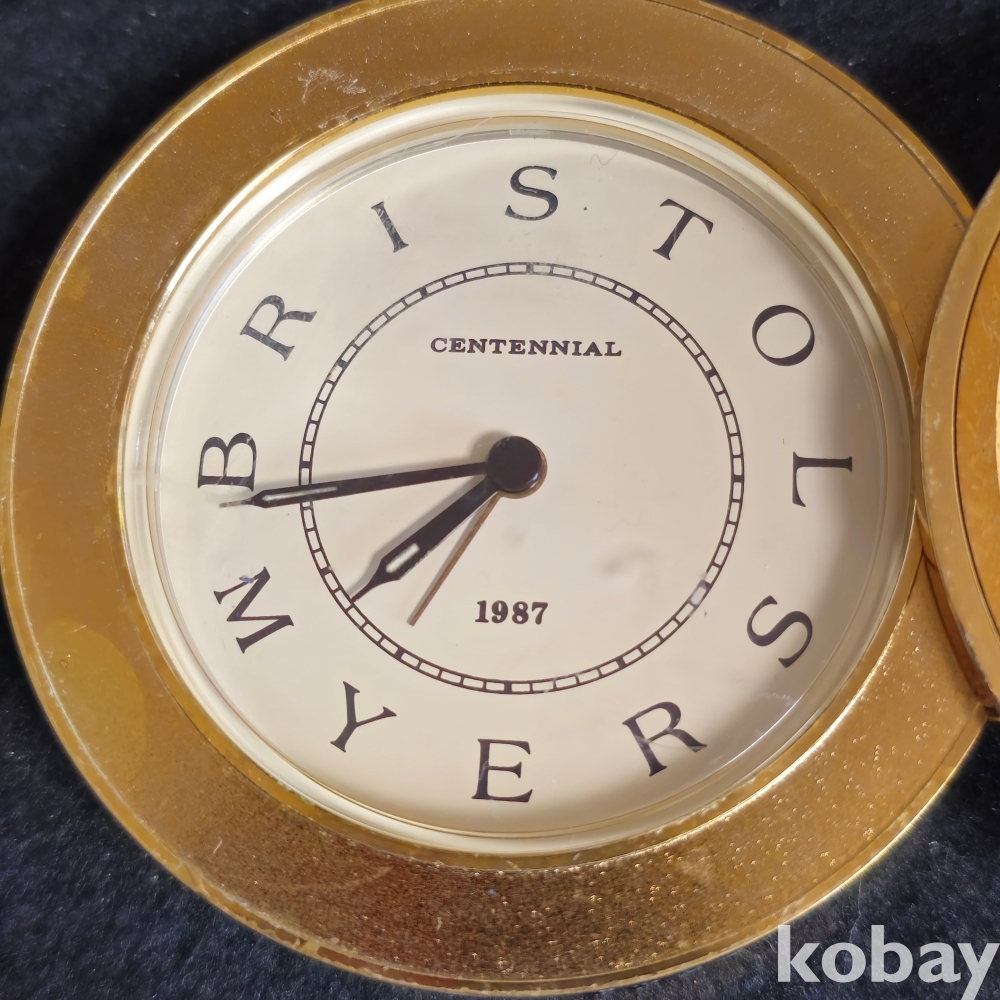 BRISTOL
CENTENNIAL
1987
MYERS
kobay